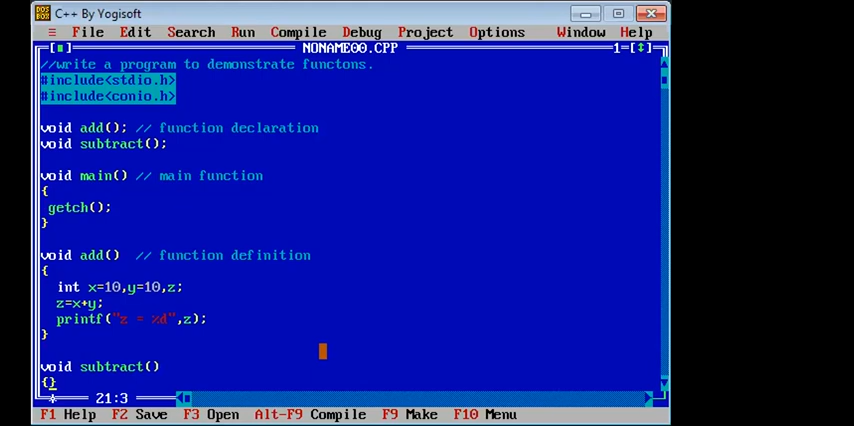 DOS BOX C++ By Yogisoft
≡ File Edit Search Run Compile Debug Project Options Window Help
[■] NONAME00.CPP 1=[↕]
//write a program to demonstrate functons.
#include<stdio.h>
#include<conio.h>
void add(); // function declaration
void subtract();
void main() // main function
{
getch();
}
void add() // function definition
{
int x=10,y=10,z;
z=x+y;
printf("z = %d",z);
}
void subtract()
{}
* 21:3
F1 Help F2 Save F3 Open Alt-F9 Compile F9 Make F10 Menu